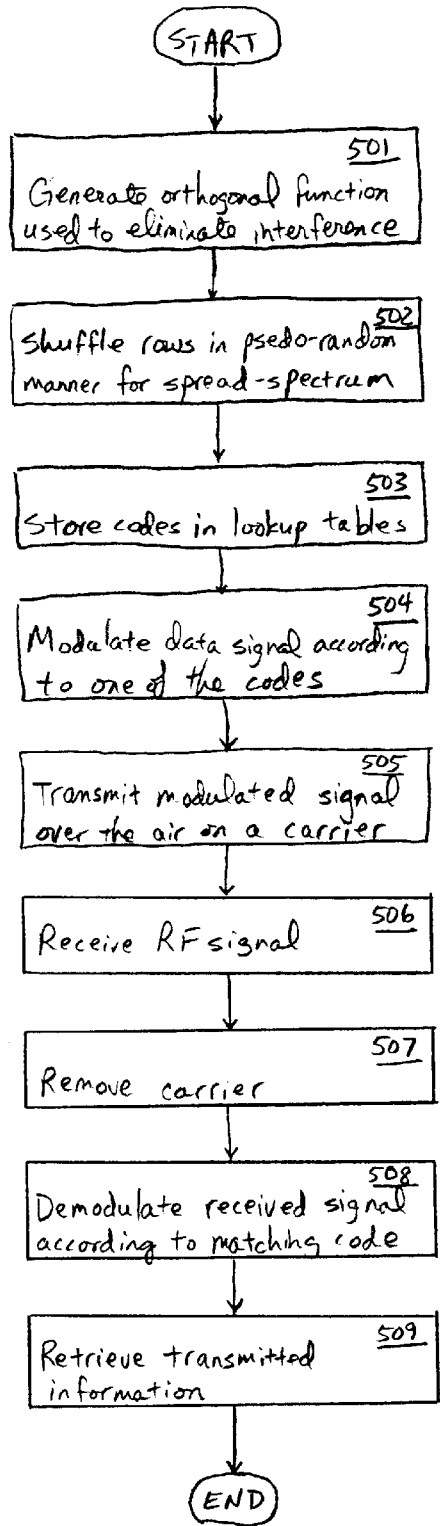 START
501
Generate orthogonal function
used to eliminate interference
502
Shuffle rows in psedo-random
manner for spread-spectrum
503
Store codes in lookup tables
504
Modulate data signal according
to one of the codes
505
Transmit modulated signal
over the air on a carrier
506
Receive RF signal
507
Remove carrier
508
Demodulate received signal
according to matching code
509
Retrieve transmitted
information
END